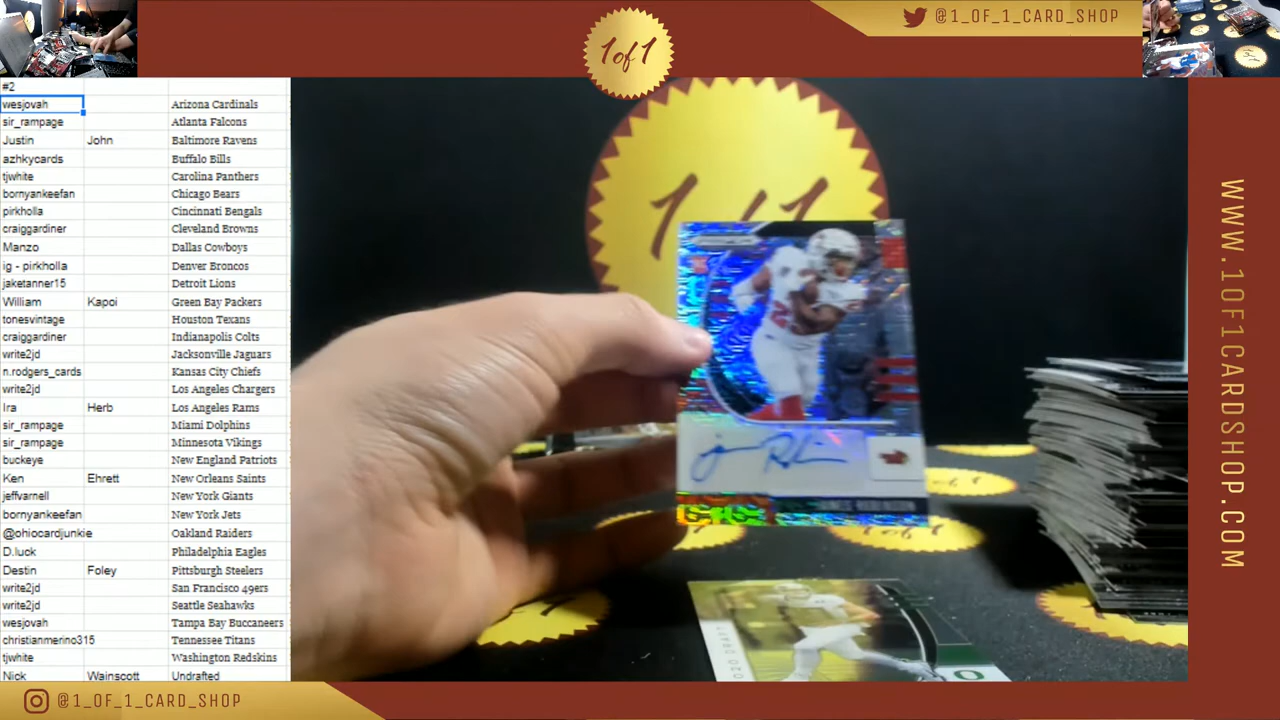 1of1
@1_OF_1_CARD_SHOP
#2
wesjovah Arizona Cardinals
sir_rampage Atlanta Falcons
Justin John Baltimore Ravens
azhkycards Buffalo Bills
tjwhite Carolina Panthers
bornyankeefan Chicago Bears
pirkholla Cincinnati Bengals
craiggardiner Cleveland Browns
Manzo Dallas Cowboys
ig - pirkholla Denver Broncos
jaketanner15 Detroit Lions
William Kapoi Green Bay Packers
tonesvintage Houston Texans
craiggardiner Indianapolis Colts
write2jd Jacksonville Jaguars
n.rodgers_cards Kansas City Chiefs
write2jd Los Angeles Chargers
Ira Herb Los Angeles Rams
sir_rampage Miami Dolphins
sir_rampage Minnesota Vikings
buckeye New England Patriots
Ken Ehrett New Orleans Saints
jeffvarnell New York Giants
bornyankeefan New York Jets
@ohiocardjunkie Oakland Raiders
D.luck Philadelphia Eagles
Destin Foley Pittsburgh Steelers
write2jd San Francisco 49ers
write2jd Seattle Seahawks
wesjovah Tampa Bay Buccaneers
christianmerino316 Tennessee Titans
tjwhite Washington Redskins
Nick Wainscott Undrafted
WWW.1OF1CARDSHOP.COM
@1_OF_1_CARD_SHOP